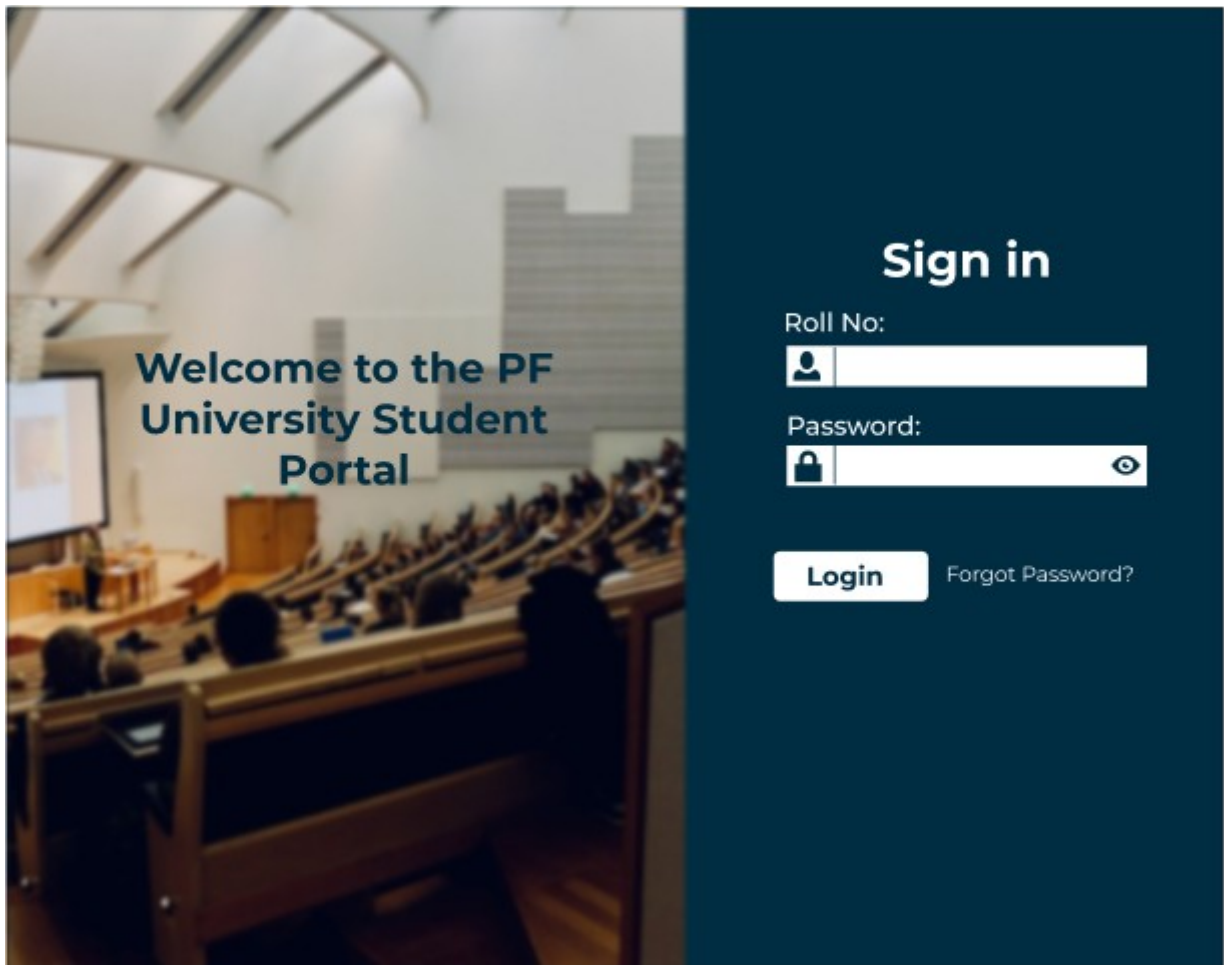 Welcome to the PF
University Student
Portal
Sign in
Roll No:
Password:
Login
Forgot Password?